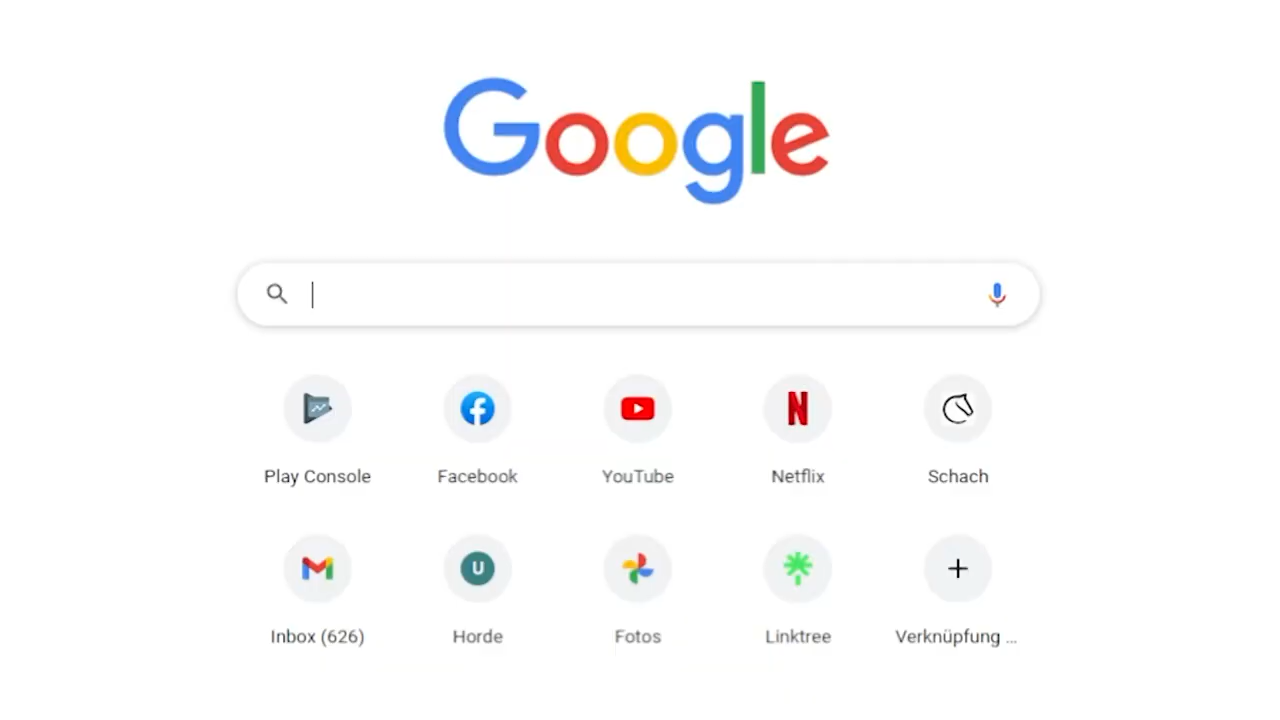 Google
Play Console
Facebook
YouTube
Netflix
Schach
U
Inbox (626)
Horde
Fotos
Linktree
Verknüpfung ...